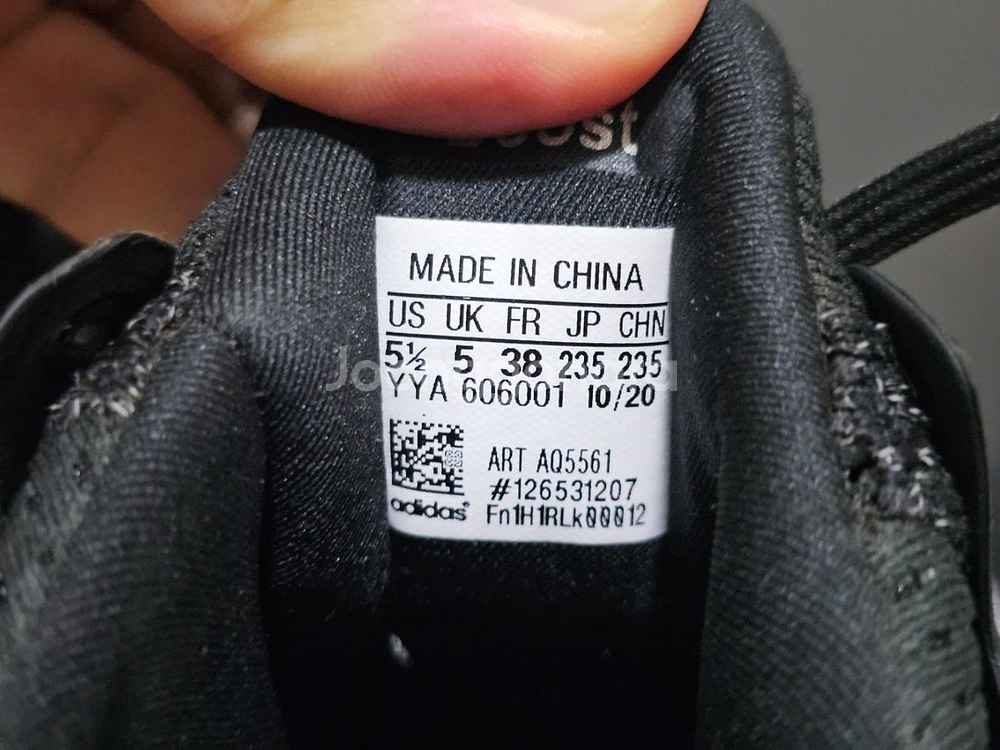 MADE IN CHINA
US UK FR JP CHN
5½ 5 38 235 235
YYA 606001 10/20
ART AQ5561
#126531207
adidas
Fn1H1RLk00012